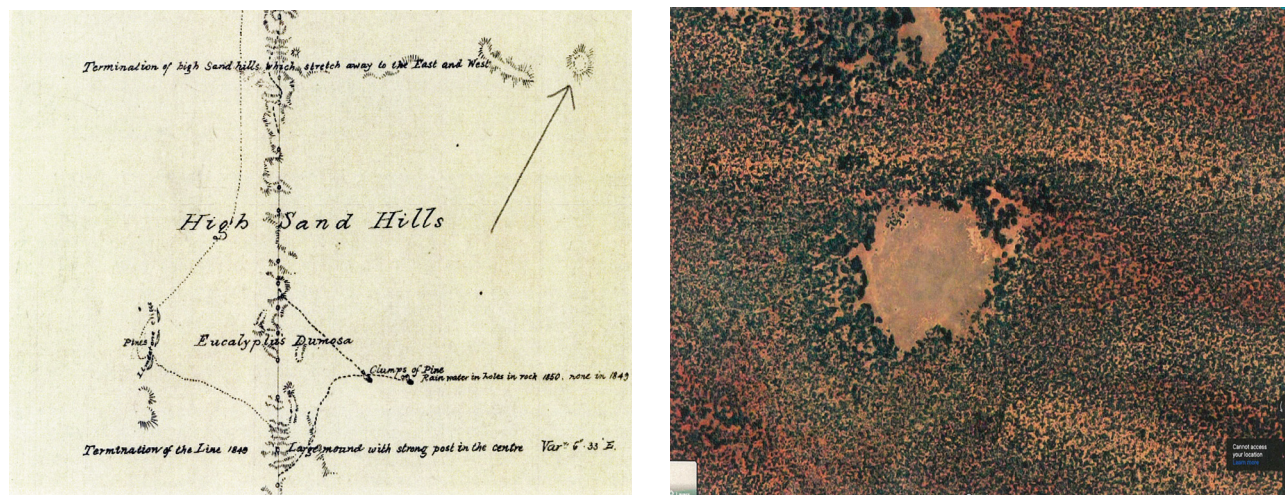 Termination of high Sand hills which stretch away to the East and West
High Sand Hills
Pines
Eucalyptus Dumosa
Clumps of Pine
Rain water in holes in rock 1850. none in 1849
Termination of the Line 1849
Large mound with strong post in the centre Var.n 6°.33' E.
Cannot access
your location
Learn more